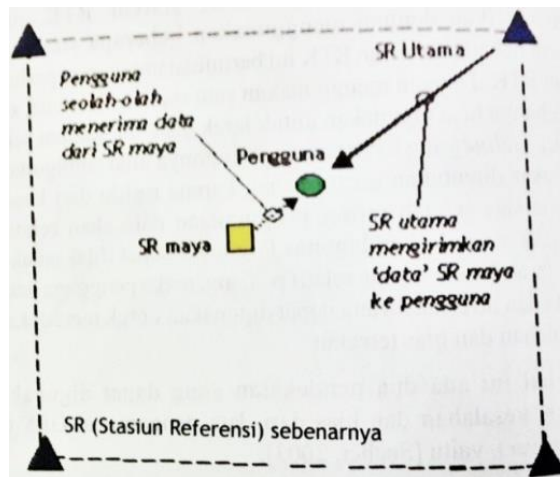 SR Utama
Pengguna
seolah-olah
menerima data
dari SR maya
Pengguna
SR maya
SR utama
mengirimkan
'data' SR maya
ke pengguna
SR (Stasiun Referensi) sebenarnya